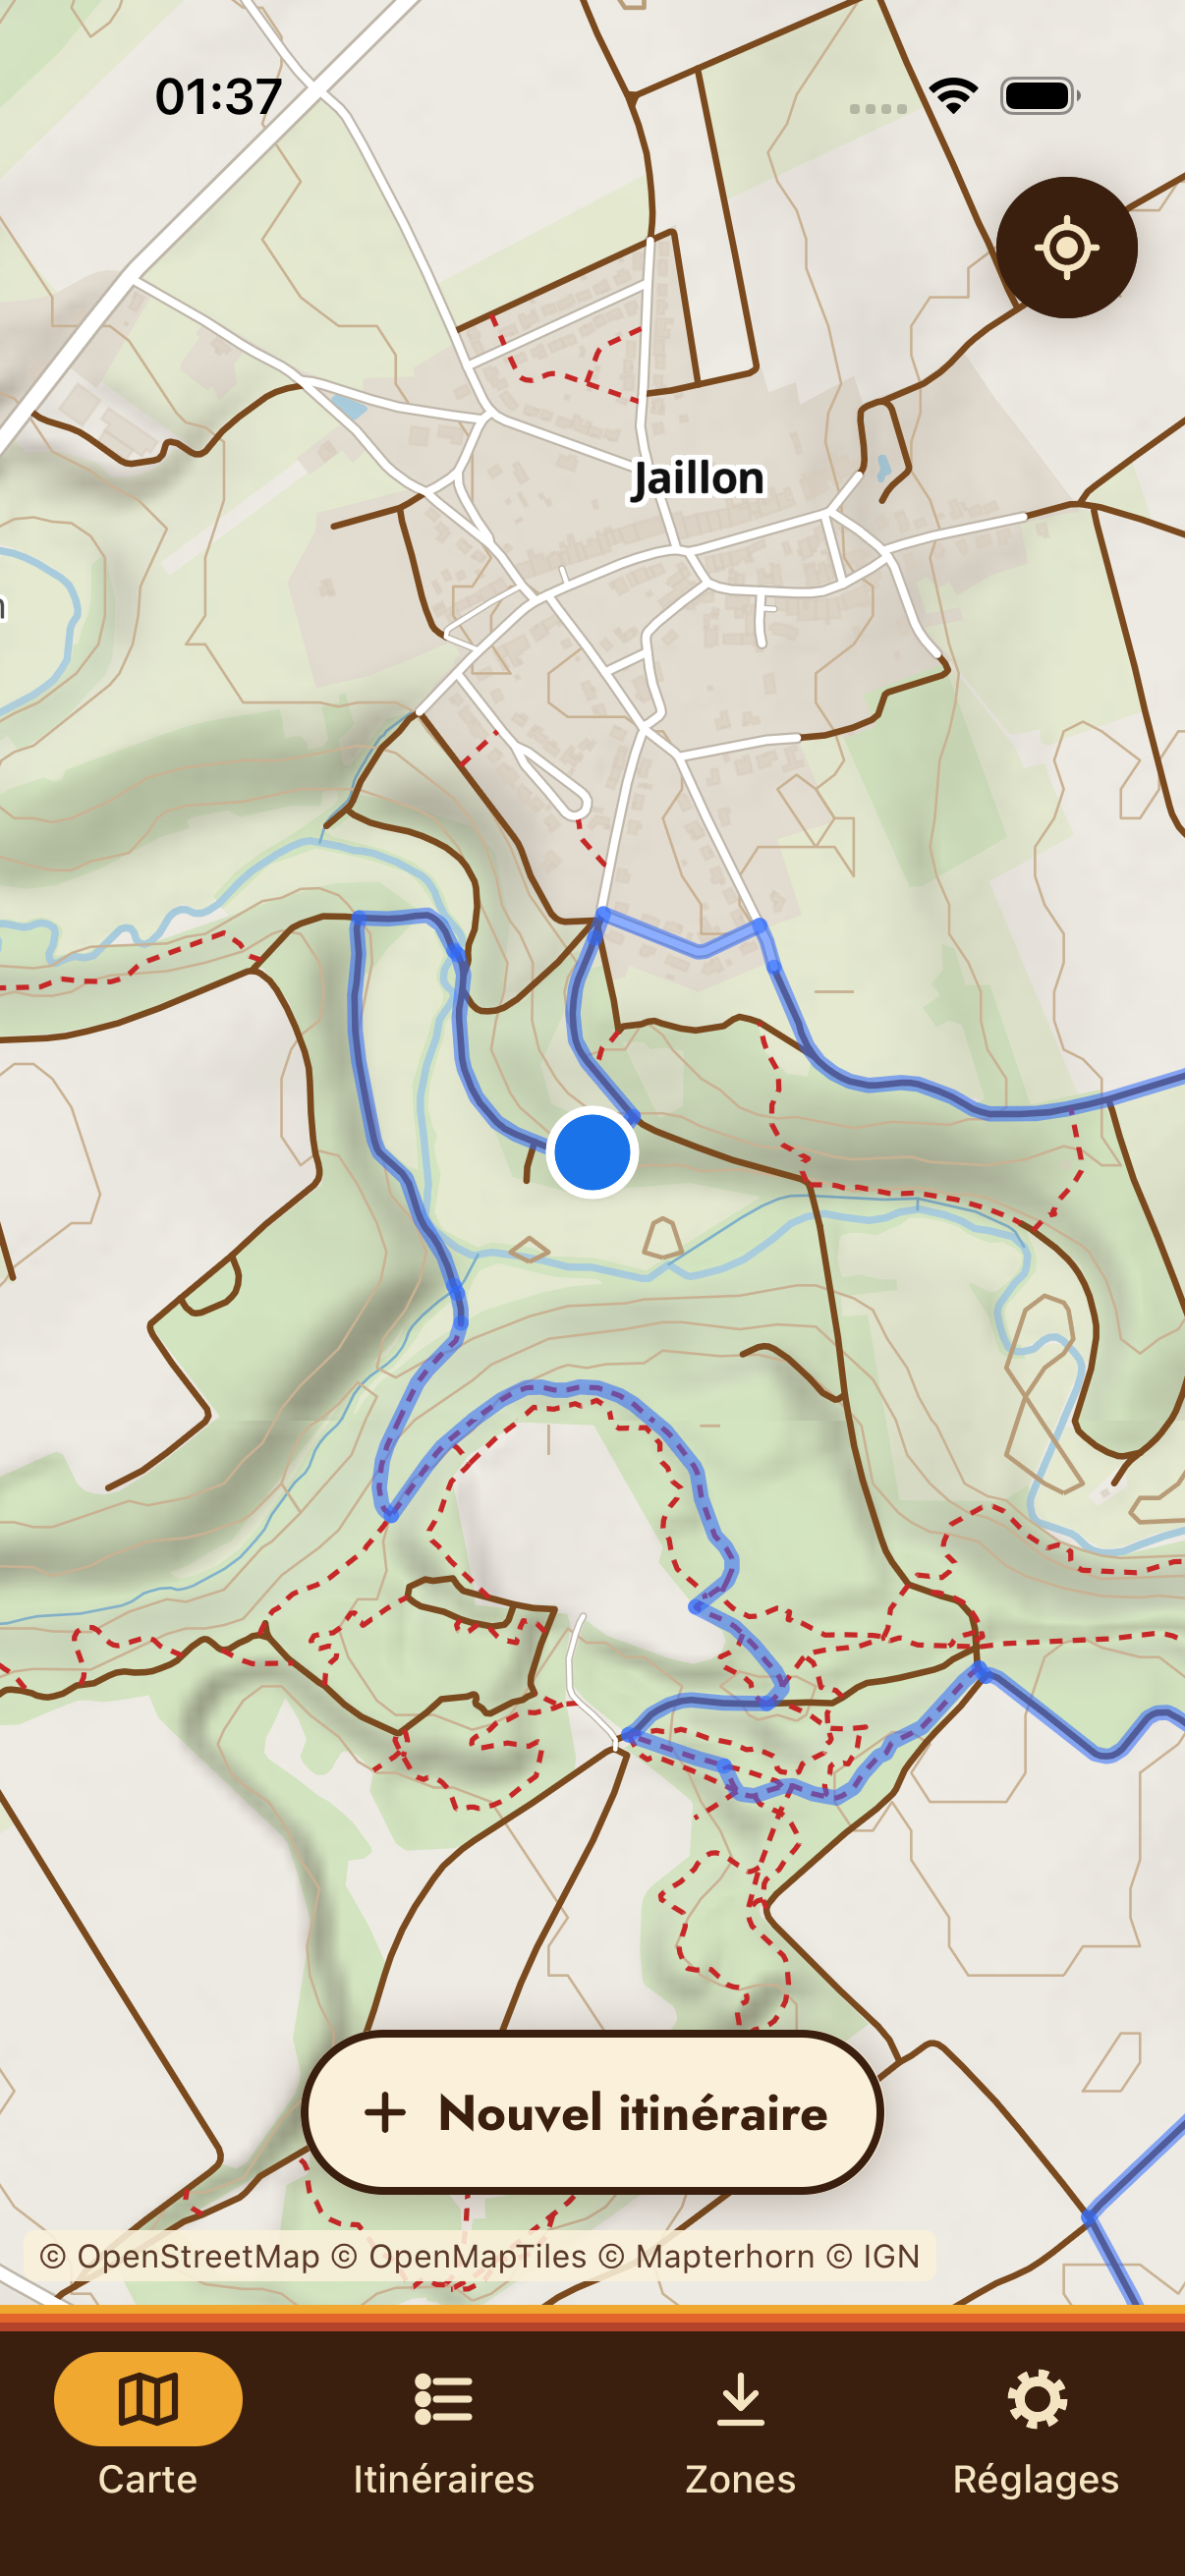 01:37
Jaillon
+ Nouvel itinéraire
© OpenStreetMap © OpenMapTiles © Mapterhorn © IGN
Carte
Itinéraires
Zones
Réglages